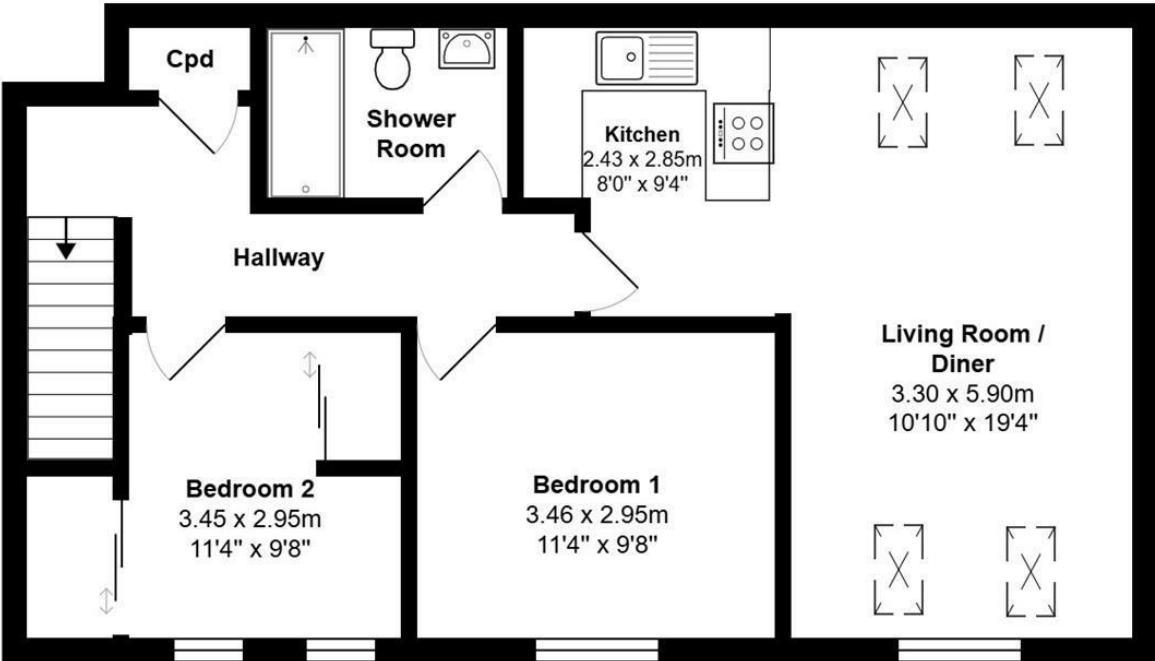 Cpd
Shower
Room
Kitchen
2.43 x 2.85m
8'0" x 9'4"
Hallway
Living Room /
Diner
3.30 x 5.90m
10'10" x 19'4"
Bedroom 2
3.45 x 2.95m
11'4" x 9'8"
Bedroom 1
3.46 x 2.95m
11'4" x 9'8"